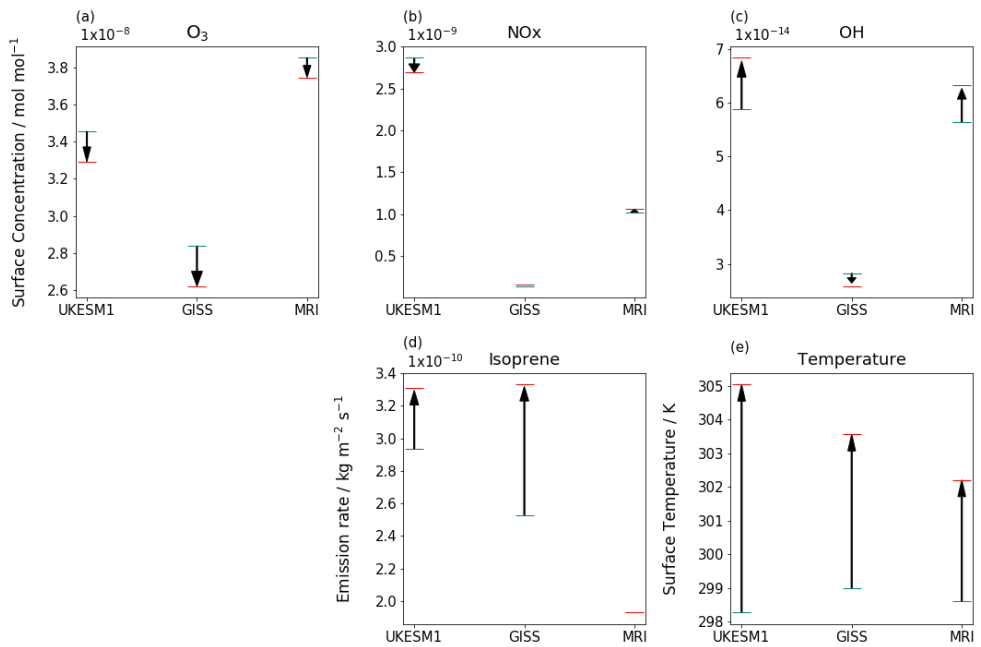 (a)
1x10⁻⁸
O₃
Surface Concentration / mol mol⁻¹
3.8
3.6
3.4
3.2
3.0
2.8
2.6
UKESM1
GISS
MRI
(b)
1x10⁻⁹
NOx
3.0
2.5
2.0
1.5
1.0
0.5
UKESM1
GISS
MRI
(c)
1x10⁻¹⁴
OH
7
6
5
4
3
UKESM1
GISS
MRI
(d)
1x10⁻¹⁰
Isoprene
Emission rate / kg m⁻² s⁻¹
3.4
3.2
3.0
2.8
2.6
2.4
2.2
2.0
UKESM1
GISS
MRI
(e)
Temperature
Surface Temperature / K
305
304
303
302
301
300
299
298
UKESM1
GISS
MRI